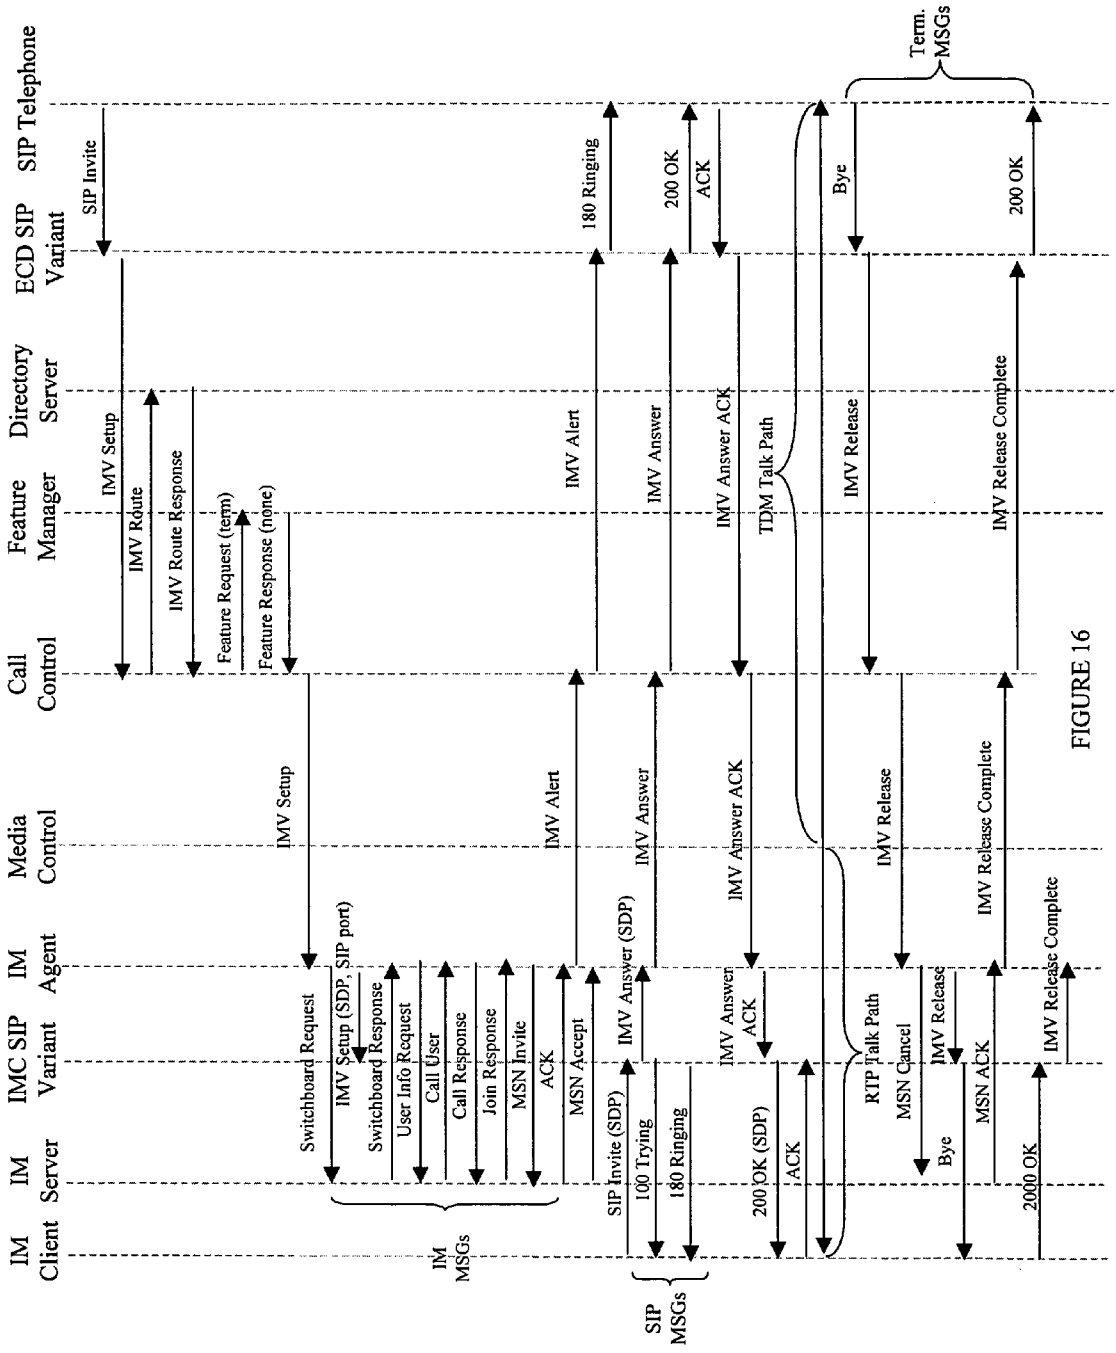 IM
Client
IM
Server
IMC SIP
Variant
IM
Agent
Media
Control
Call
Control
Feature
Manager
Directory
Server
ECD SIP
Variant
SIP Telephone
SIP Invite
IMV Setup
IMV Route
IMV Route Response
Feature Request (term)
Feature Response (none)
IMV Setup
Switchboard Request
IMV Setup (SDP, SIP port)
Switchboard Response
User Info Request
Call User
Call Response
Join Response
MSN Invite
ACK
MSN Accept
IM
MSGs
IMV Alert
IMV Alert
180 Ringing
SIP Invite (SDP)
IMV Answer (SDP)
100 Trying
IMV Answer
IMV Answer
200 OK
180 Ringing
SIP
MSGs
ACK
IMV Answer ACK
IMV Answer ACK
IMV Answer
ACK
200 OK (SDP)
ACK
TDM Talk Path
RTP Talk Path
Bye
IMV Release
IMV Release
MSN Cancel
IMV Release
Bye
MSN ACK
IMV Release Complete
IMV Release Complete
200 OK
2000 OK
IMV Release Complete
Term.
MSGs
FIGURE 16